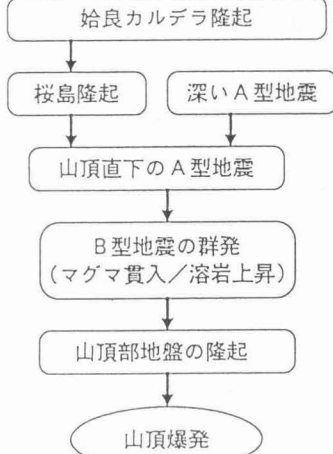 姶良カルデラ隆起
桜島隆起
深いA型地震
山頂直下のA型地震
B型地震の群発
(マグマ貫入/溶岩上昇)
山頂部地盤の隆起
山頂爆発